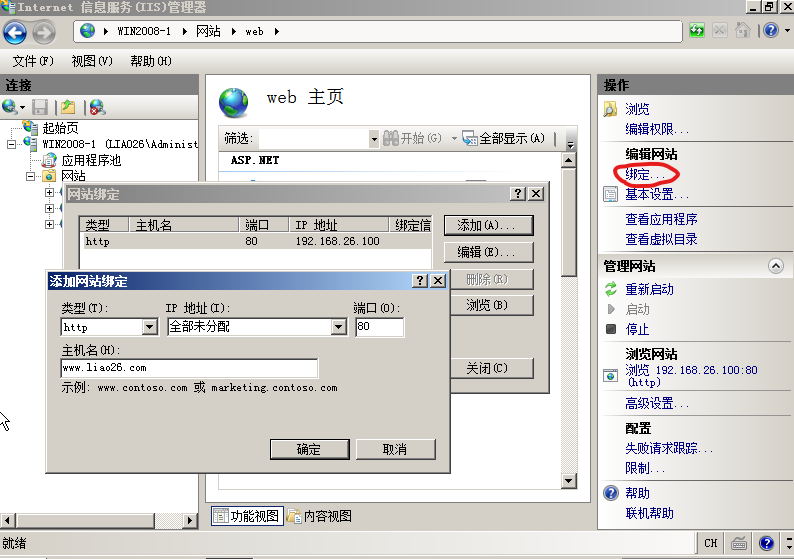 Internet 信息服务(IIS)管理器
WIN2008-1 网站 web
文件(F) 视图(V) 帮助(H)
连接
起始页
WIN2008-1 (LIAO26\Administ
应用程序池
网站
web 主页
筛选: 开始(G) 全部显示(A)
ASP.NET
网站绑定
类型 主机名 端口 IP 地址 绑定信
http 80 192.168.26.100
添加(A)...
编辑(E)...
删除(R)
浏览(B)
关闭(C)
添加网站绑定
类型(T): IP 地址(I): 端口(O):
http 全部未分配 80
主机名(H):
www.liao26.com
示例: www.contoso.com 或 marketing.contoso.com
确定 取消
功能视图 内容视图
操作
浏览
编辑权限...
编辑网站
绑定...
基本设置...
查看应用程序
查看虚拟目录
管理网站
重新启动
启动
停止
浏览网站
浏览 192.168.26.100:80
(http)
高级设置...
配置
失败请求跟踪...
限制...
帮助
联机帮助
就绪
CH